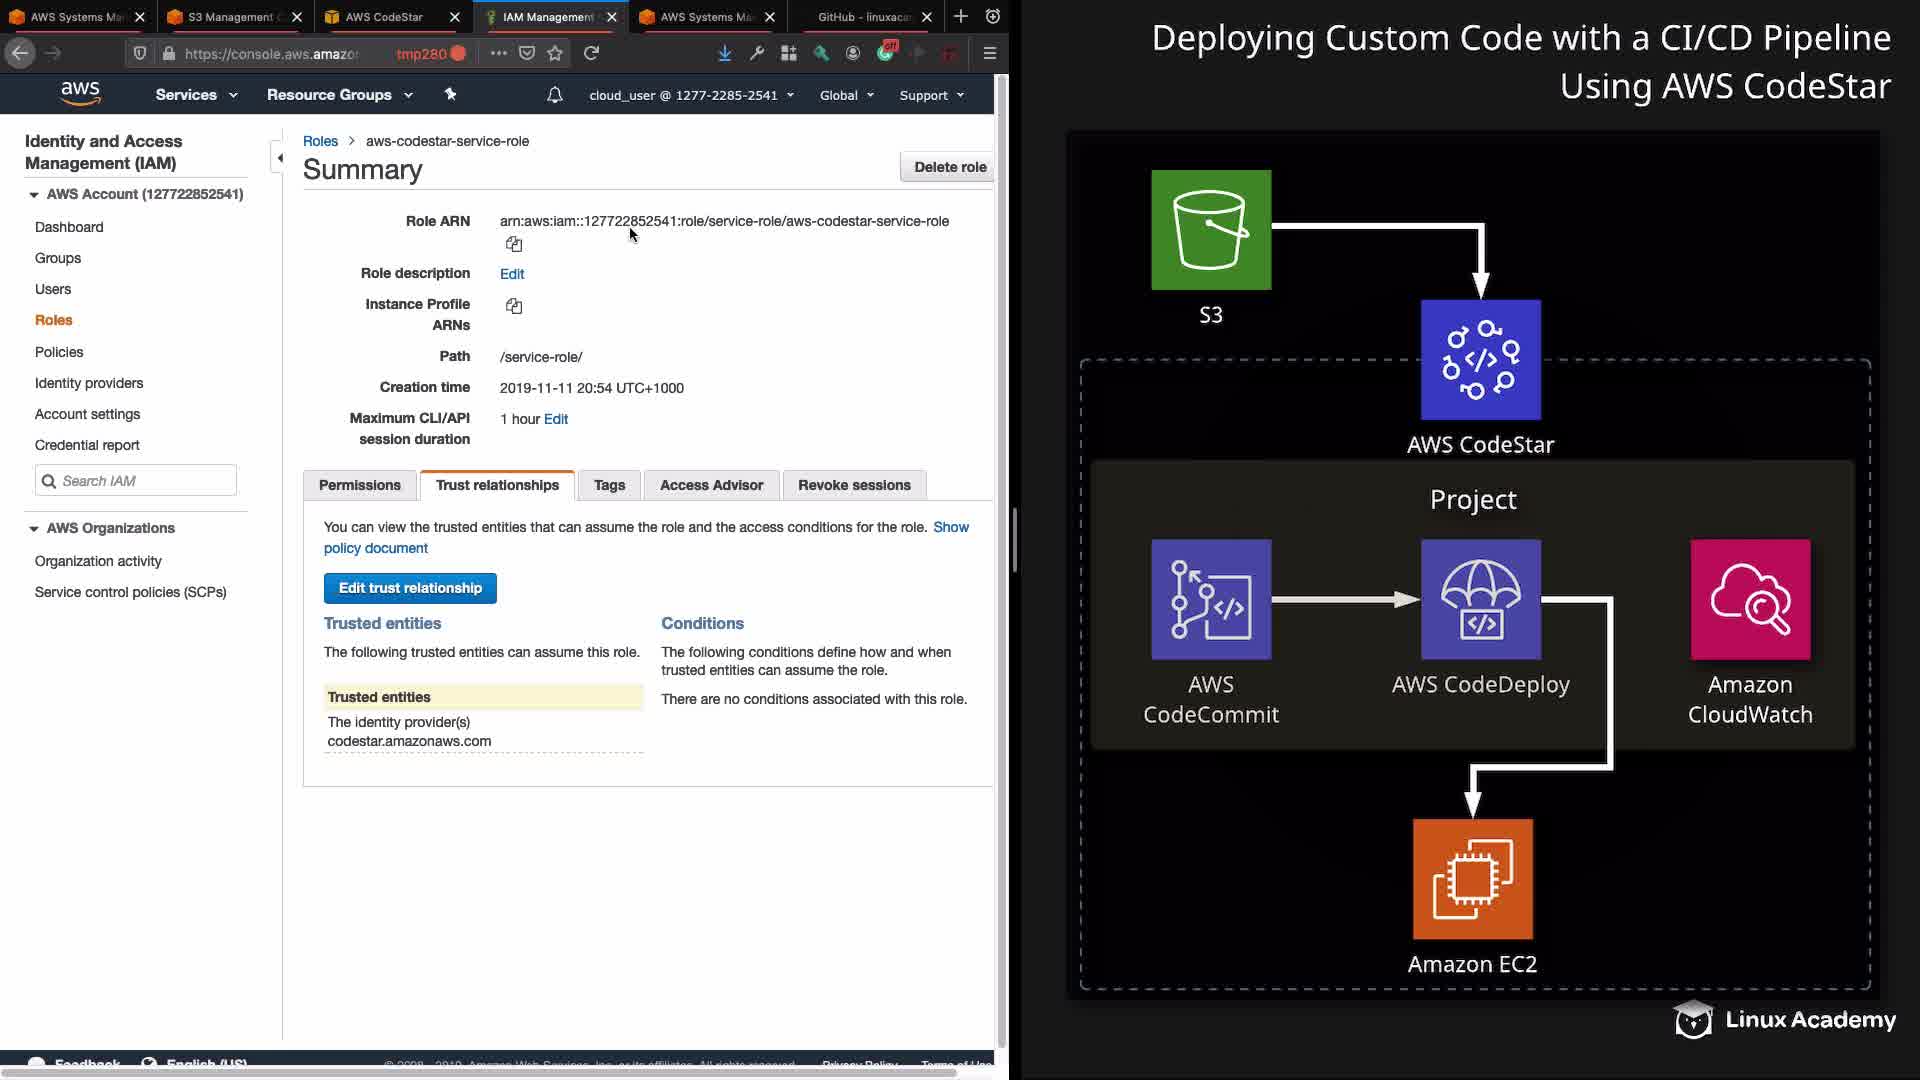 AWS Systems Ma
S3 Management
AWS CodeStar
IAM Management
AWS Systems Ma
GitHub - linuxaca
https://console.aws.amazo
tmp280
off
aws
Services
Resource Groups
cloud_user @ 1277-2285-2541
Global
Support
Identity and Access
Management (IAM)
AWS Account (127722852541)
Dashboard
Groups
Users
Roles
Policies
Identity providers
Account settings
Credential report
Search IAM
AWS Organizations
Organization activity
Service control policies (SCPs)
Roles > aws-codestar-service-role
Summary
Delete role
Role ARN
arn:aws:iam::127722852541:role/service-role/aws-codestar-service-role
Role description
Edit
Instance Profile
ARNs
Path
/service-role/
Creation time
2019-11-11 20:54 UTC+1000
Maximum CLI/API
session duration
1 hour Edit
Permissions
Trust relationships
Tags
Access Advisor
Revoke sessions
You can view the trusted entities that can assume the role and the access conditions for the role. Show
policy document
Edit trust relationship
Trusted entities
The following trusted entities can assume this role.
Trusted entities
The identity provider(s)
codestar.amazonaws.com
Conditions
The following conditions define how and when
trusted entities can assume the role.
There are no conditions associated with this role.
Feedback
English (US)
Privacy Policy
Terms of Use
Deploying Custom Code with a CI/CD Pipeline
Using AWS CodeStar
S3
AWS CodeStar
Project
AWS
CodeCommit
AWS CodeDeploy
Amazon
CloudWatch
Amazon EC2
Linux Academy